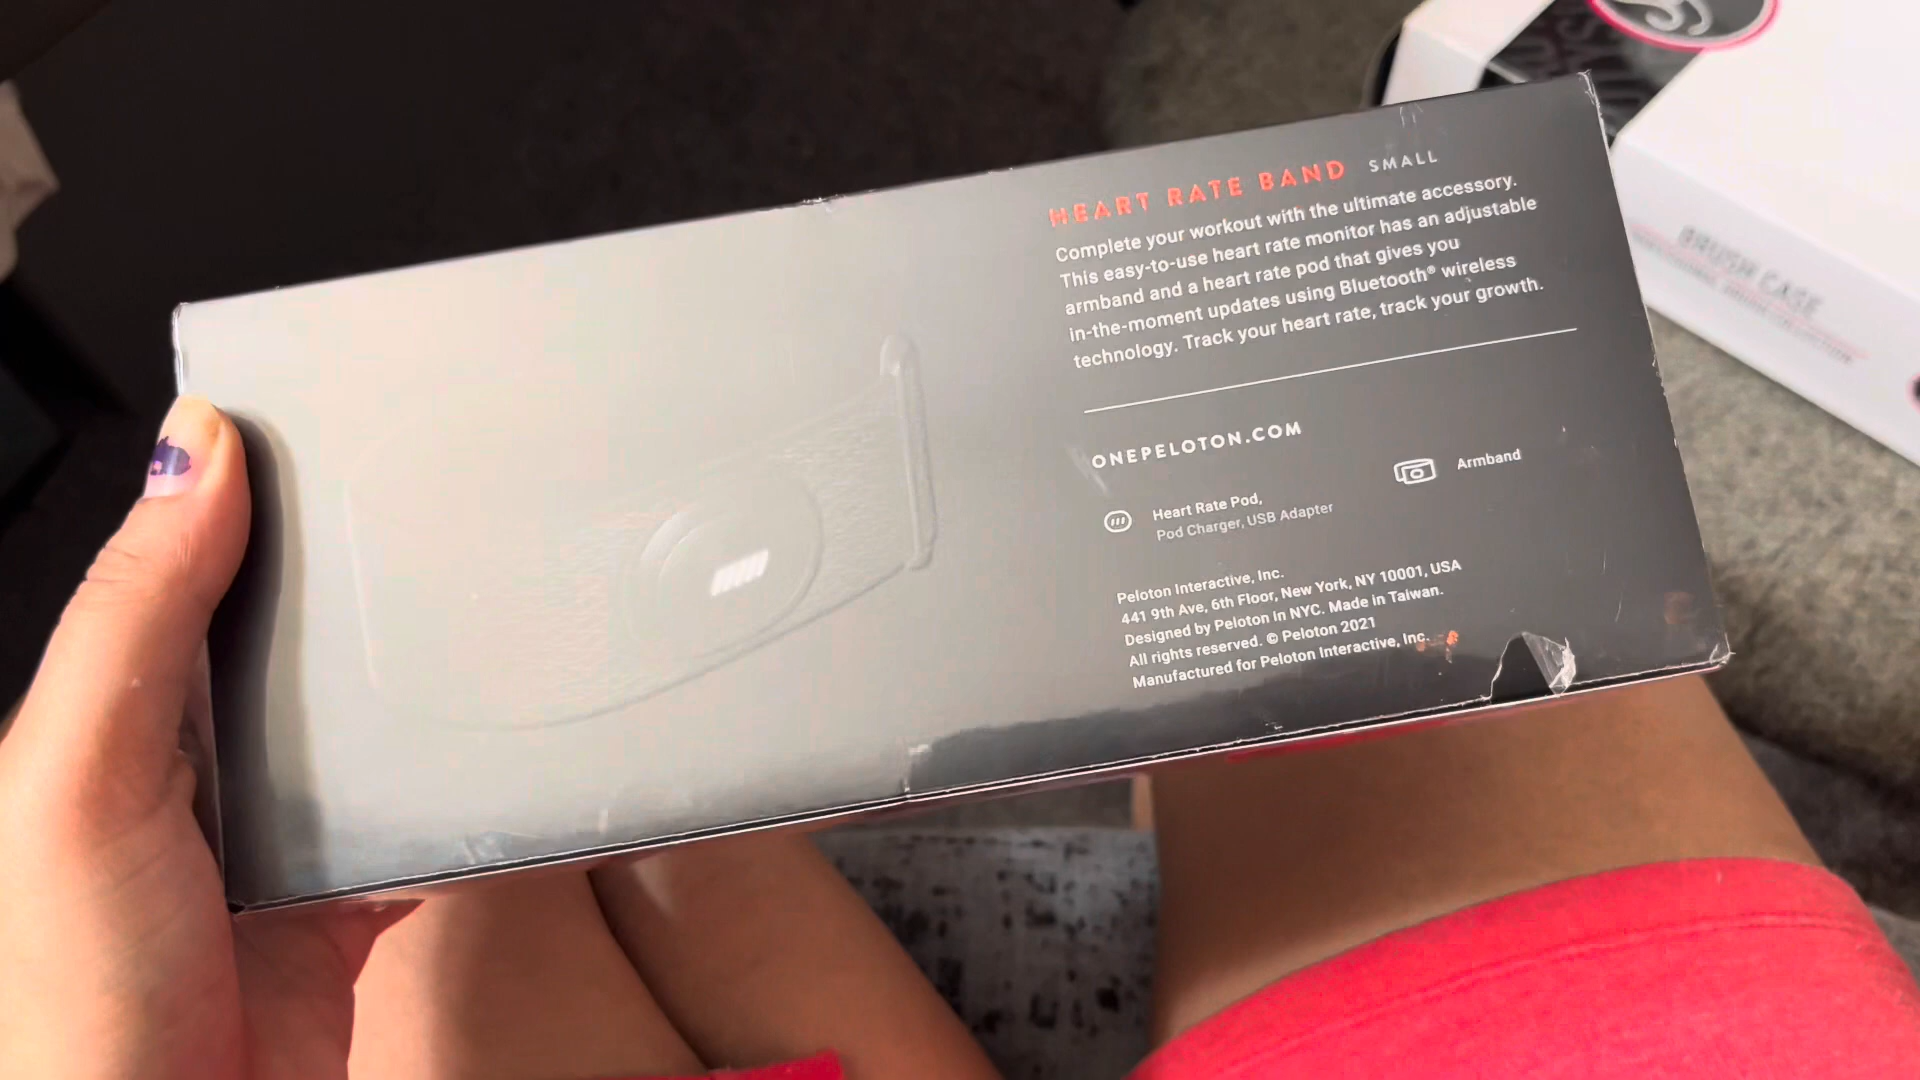 HEART RATE BAND SMALL
Complete your workout with the ultimate accessory.
This easy-to-use heart rate monitor has an adjustable
armband and a heart rate pod that gives you
in-the-moment updates using Bluetooth® wireless
technology. Track your heart rate, track your growth.
ONEPELOTON.COM
Heart Rate Pod,
Pod Charger, USB Adapter
Armband
Peloton Interactive, Inc.
441 9th Ave, 6th Floor, New York, NY 10001, USA
Designed by Peloton in NYC. Made in Taiwan.
All rights reserved. © Peloton 2021
Manufactured for Peloton Interactive, Inc.
BRUSH CASE